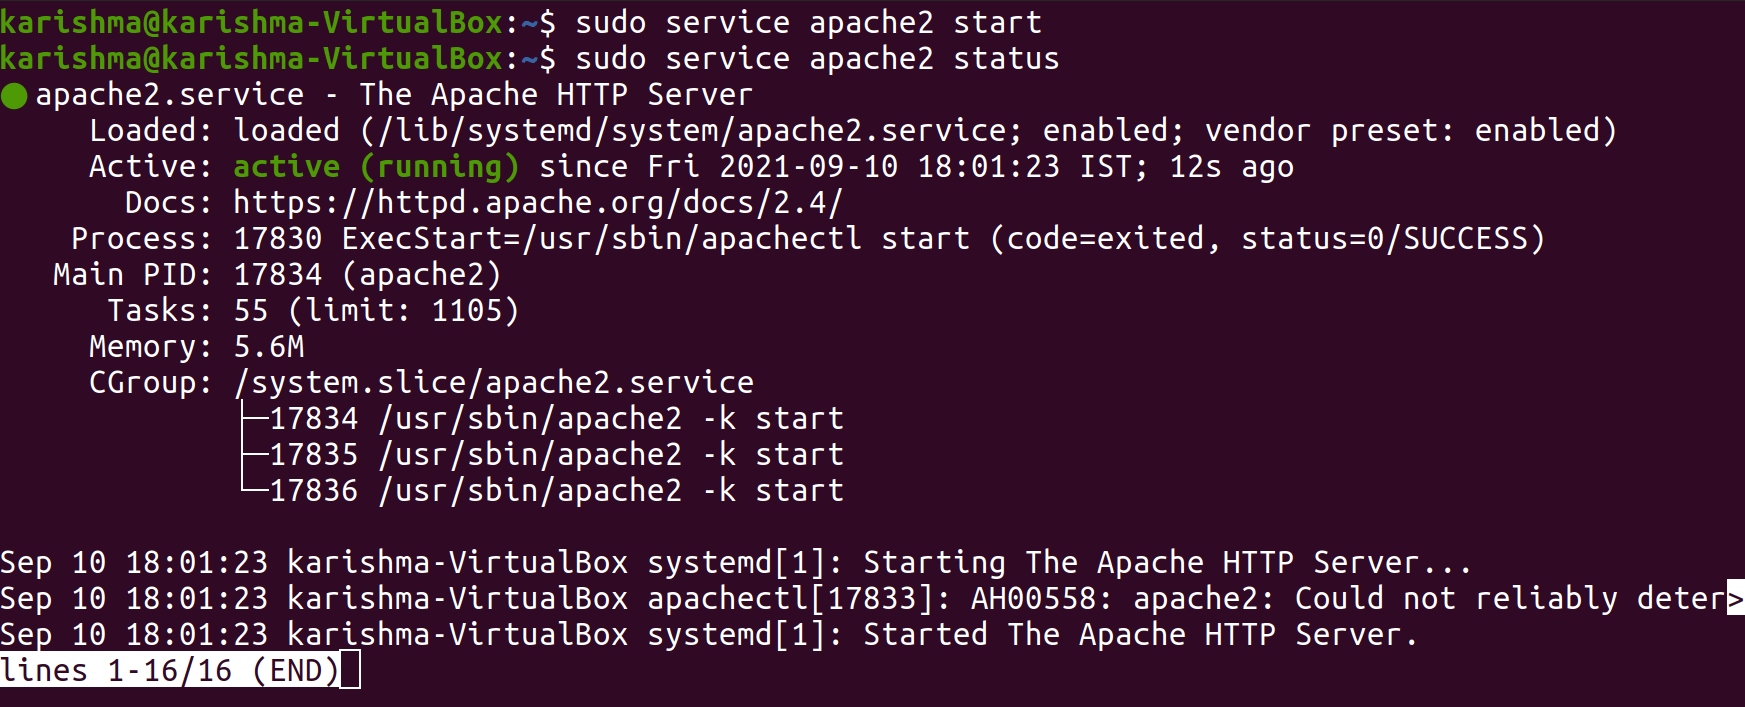 karishma@karishma-VirtualBox:~$ sudo service apache2 start
karishma@karishma-VirtualBox:~$ sudo service apache2 status
● apache2.service - The Apache HTTP Server
     Loaded: loaded (/lib/systemd/system/apache2.service; enabled; vendor preset: enabled)
     Active: active (running) since Fri 2021-09-10 18:01:23 IST; 12s ago
       Docs: https://httpd.apache.org/docs/2.4/
    Process: 17830 ExecStart=/usr/sbin/apachectl start (code=exited, status=0/SUCCESS)
   Main PID: 17834 (apache2)
      Tasks: 55 (limit: 1105)
     Memory: 5.6M
     CGroup: /system.slice/apache2.service
             ├─17834 /usr/sbin/apache2 -k start
             ├─17835 /usr/sbin/apache2 -k start
             └─17836 /usr/sbin/apache2 -k start

Sep 10 18:01:23 karishma-VirtualBox systemd[1]: Starting The Apache HTTP Server...
Sep 10 18:01:23 karishma-VirtualBox apachectl[17833]: AH00558: apache2: Could not reliably deter>
Sep 10 18:01:23 karishma-VirtualBox systemd[1]: Started The Apache HTTP Server.
lines 1-16/16 (END)